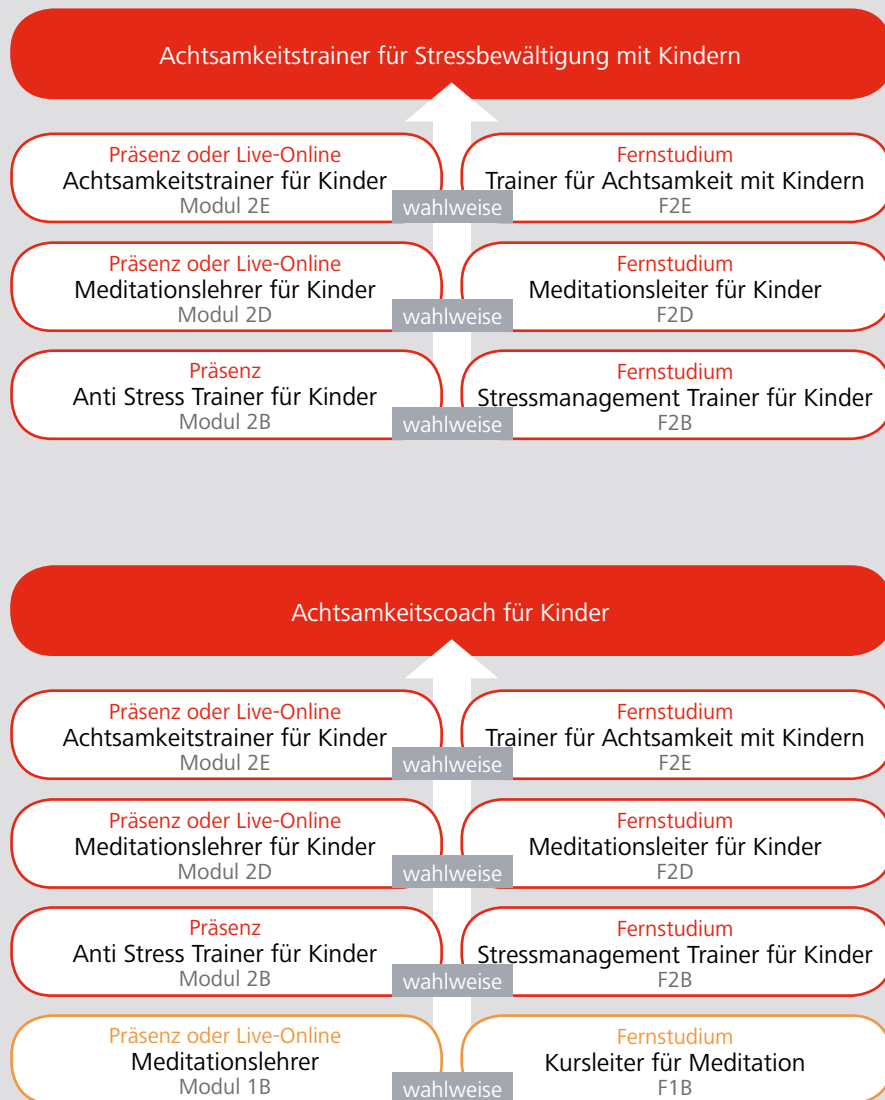 Achtsamkeitstrainer für Stressbewältigung mit Kindern
Präsenz oder Live-Online
Achtsamkeitstrainer für Kinder
Modul 2E
wahlweise
Fernstudium
Trainer für Achtsamkeit mit Kindern
F2E
Präsenz oder Live-Online
Meditationslehrer für Kinder
Modul 2D
wahlweise
Fernstudium
Meditationsleiter für Kinder
F2D
Präsenz
Anti Stress Trainer für Kinder
Modul 2B
wahlweise
Fernstudium
Stressmanagement Trainer für Kinder
F2B
Achtsamkeitscoach für Kinder
Präsenz oder Live-Online
Achtsamkeitstrainer für Kinder
Modul 2E
wahlweise
Fernstudium
Trainer für Achtsamkeit mit Kindern
F2E
Präsenz oder Live-Online
Meditationslehrer für Kinder
Modul 2D
wahlweise
Fernstudium
Meditationsleiter für Kinder
F2D
Präsenz
Anti Stress Trainer für Kinder
Modul 2B
wahlweise
Fernstudium
Stressmanagement Trainer für Kinder
F2B
Präsenz oder Live-Online
Meditationslehrer
Modul 1B
wahlweise
Fernstudium
Kursleiter für Meditation
F1B